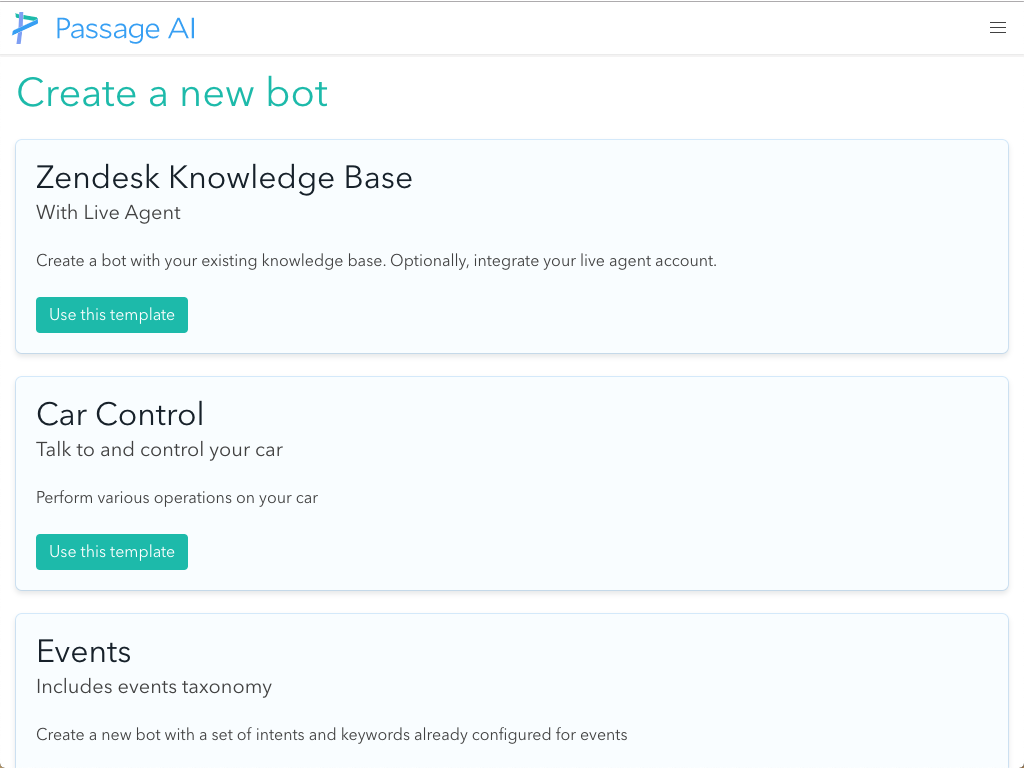 Passage AI
Create a new bot
Zendesk Knowledge Base
With Live Agent
Create a bot with your existing knowledge base. Optionally, integrate your live agent account.
Use this template
Car Control
Talk to and control your car
Perform various operations on your car
Use this template
Events
Includes events taxonomy
Create a new bot with a set of intents and keywords already configured for events